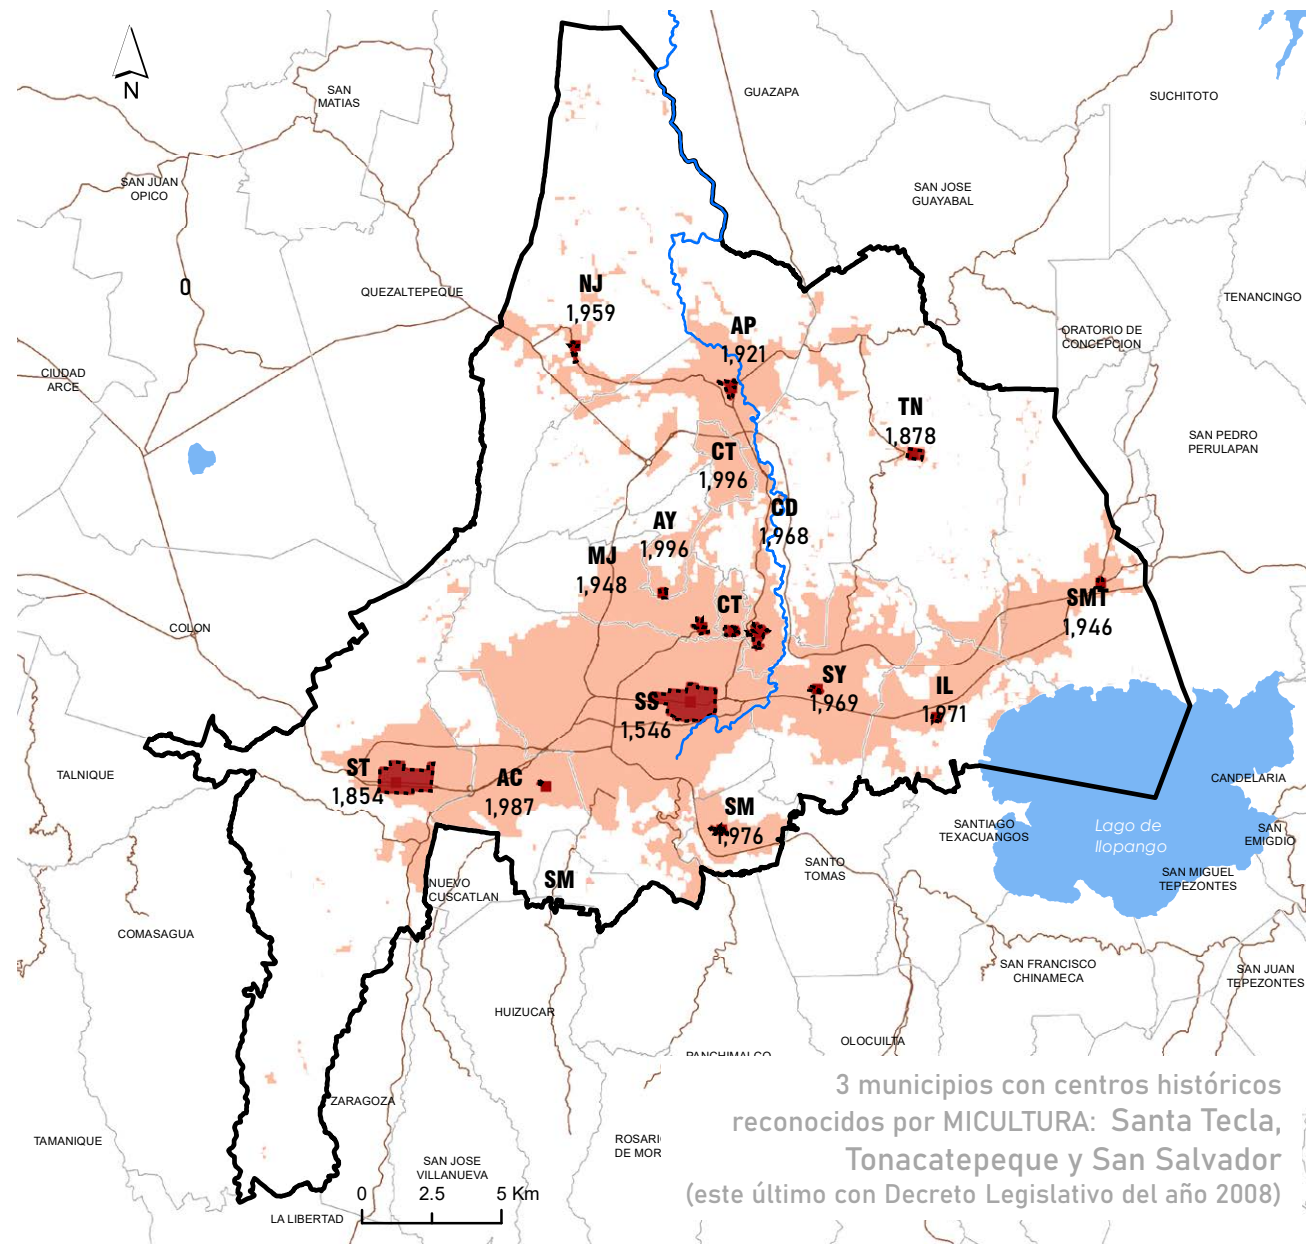 N
SAN
MATIAS
GUAZAPA
SUCHITOTO
SAN JUAN
OPICO
SAN JOSE
GUAYABAL
0
QUEZALTEPEQUE
NJ
1,959
TENANCINGO
AP
1,921
ORATORIO DE
CONCEPCION
CIUDAD
ARCE
TN
1,878
SAN PEDRO
PERULAPAN
CT
1,996
CD
1,968
AY
1,996
MJ
1,948
CT
SMT
1,946
COLON
SY
1,969
IL
1,971
SS
1,546
ST
1,854
AC
1,987
TALNIQUE
CANDELARIA
SM
1,976
SANTIAGO
TEXACUANGOS
Lago de
Ilopango
SAN
EMIGDIO
SANTO
TOMAS
SAN MIGUEL
TEPEZONTES
SM
NUEVO
CUSCATLAN
COMASAGUA
SAN FRANCISCO
CHINAMECA
SAN JUAN
TEPEZONTES
HUIZUCAR
OLOCUILTA
PANCHIMALCO
ZARAGOZA
TAMANIQUE
ROSARI
DE MOR
SAN JOSE
VILLANUEVA
0 2.5 5 Km
LA LIBERTAD
3 municipios con centros históricos
reconocidos por MICULTURA: Santa Tecla,
Tonacatepeque y San Salvador
(este último con Decreto Legislativo del año 2008)